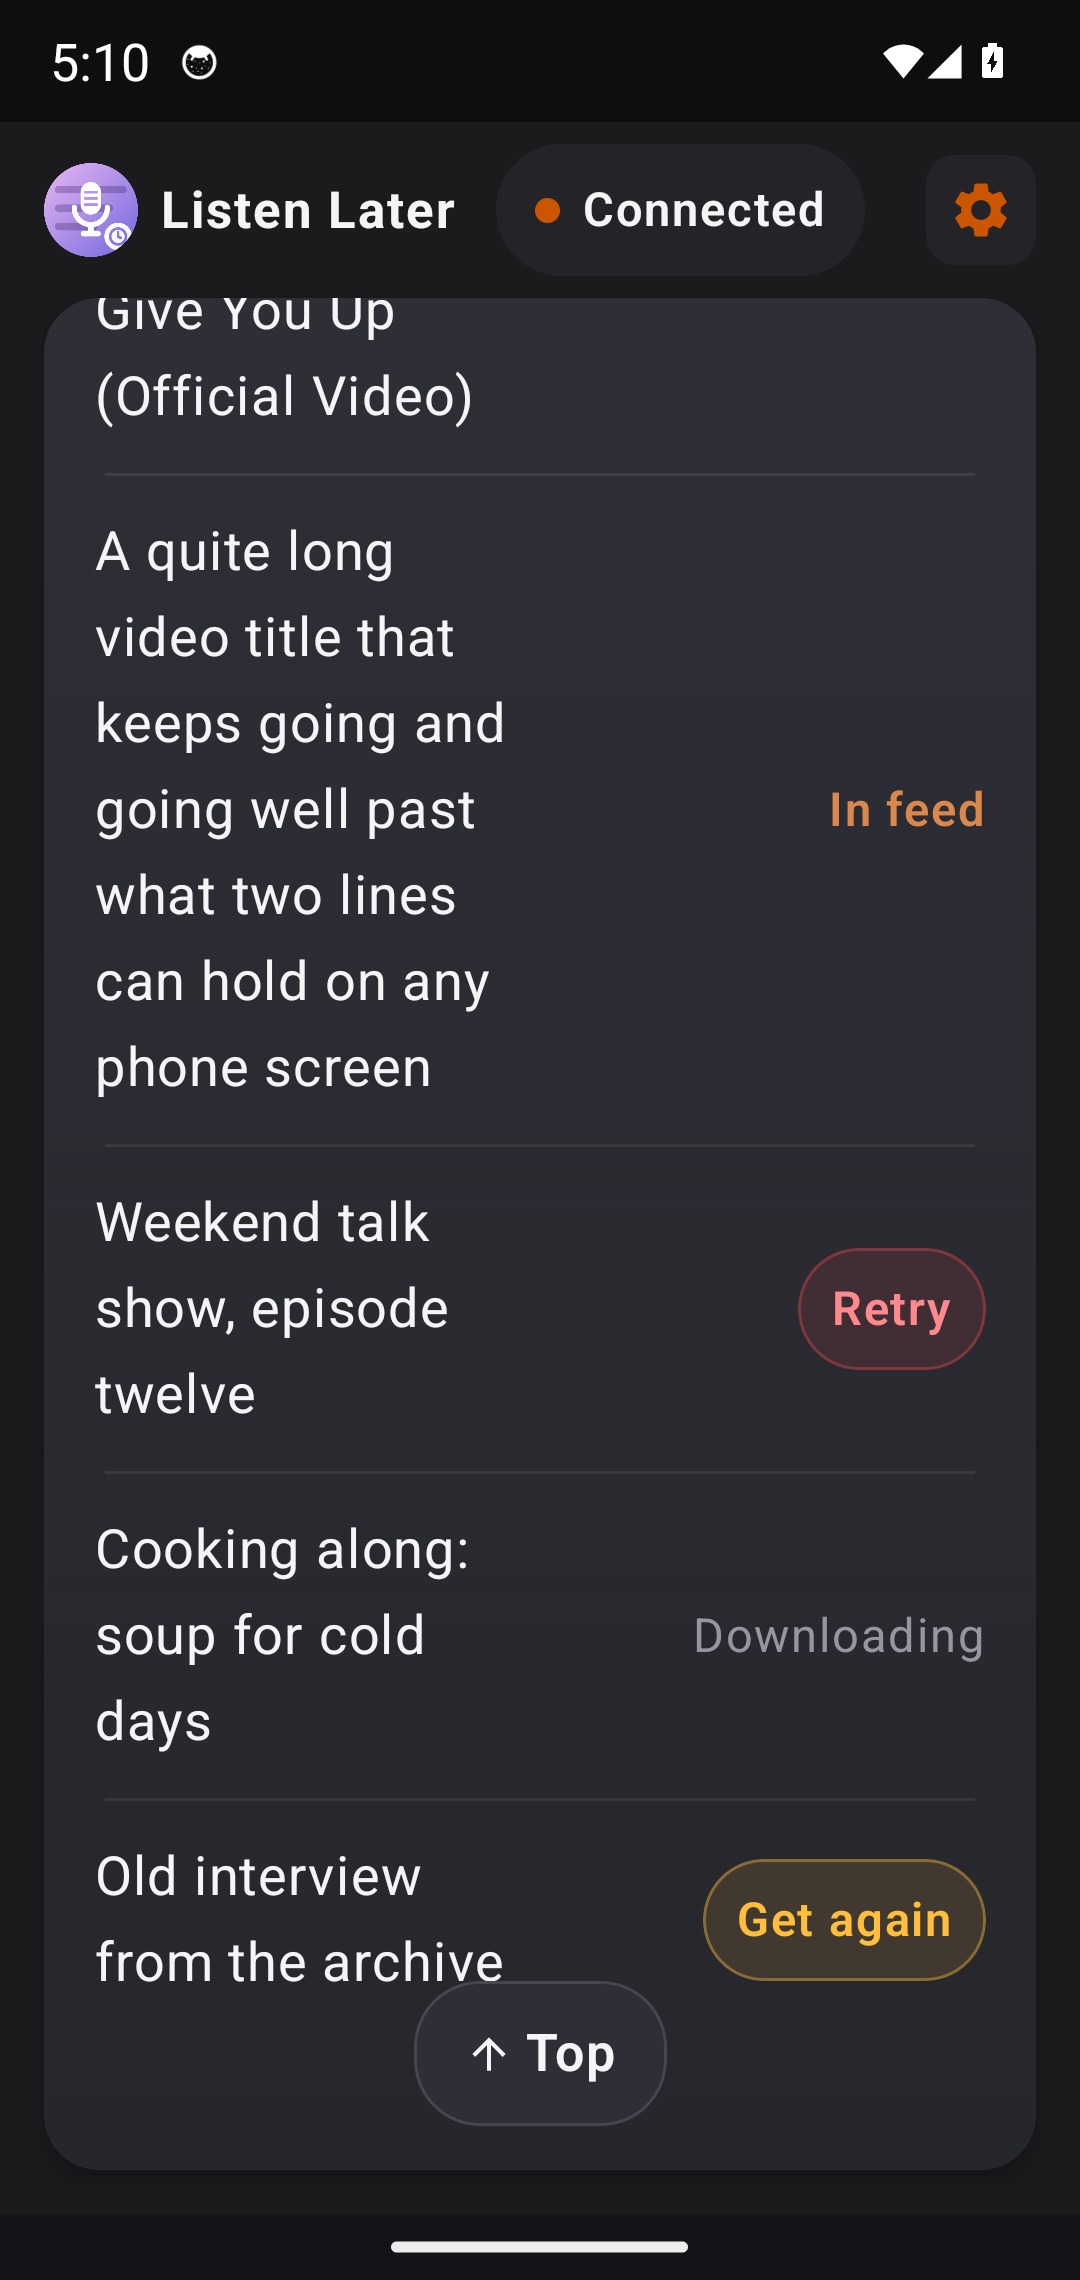 5:10
Listen Later
Connected
Give You Up
(Official Video)
A quite long
video title that
keeps going and
going well past
what two lines
can hold on any
phone screen
In feed
Weekend talk
show, episode
twelve
Retry
Cooking along:
soup for cold
days
Downloading
Old interview
from the archive
Get again
↑ Top